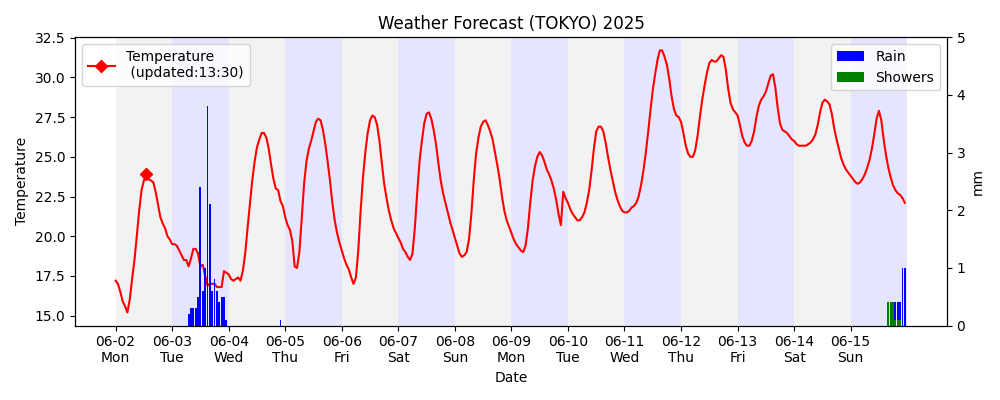 Weather Forecast (TOKYO) 2025
Temperature
(updated:13:30)
Rain
Showers
Temperature
32.5
30.0
27.5
25.0
22.5
20.0
17.5
15.0
5
4
3
2
1
0
mm
06-02 06-03 06-04 06-05 06-06 06-07 06-08 06-09 06-10 06-11 06-12 06-13 06-14 06-15
Mon Tue Wed Thu Fri Sat Sun Mon Tue Wed Thu Fri Sat Sun
Date